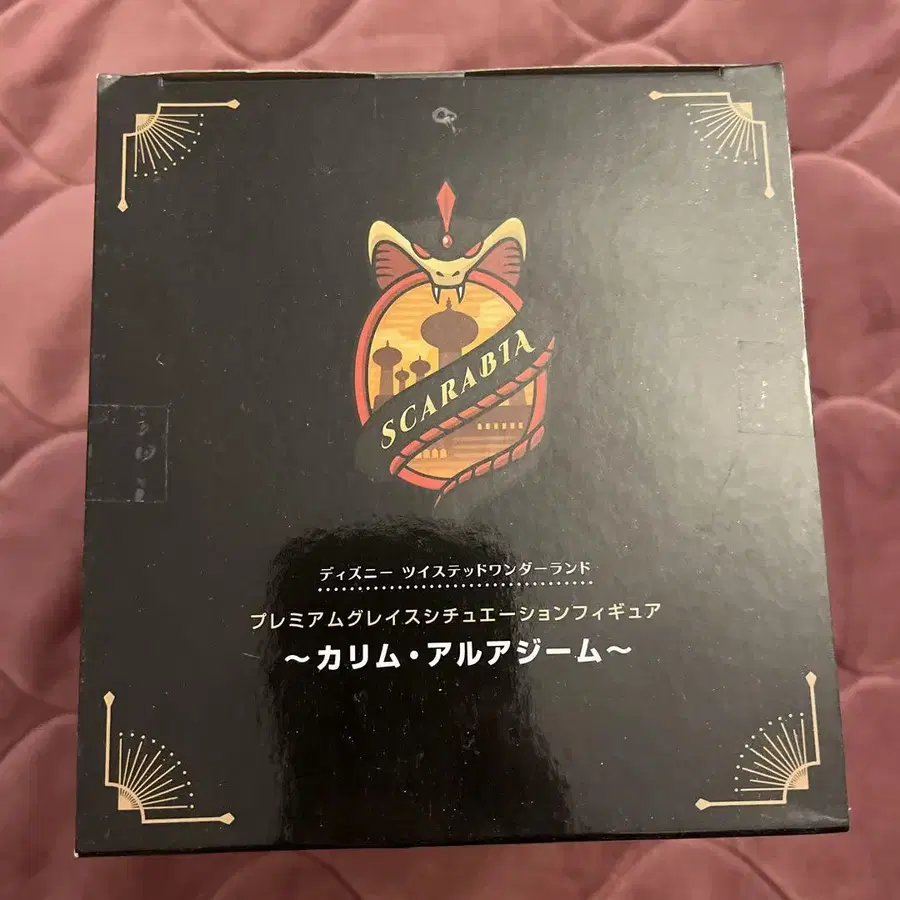 SCARABIA
ディズニー ツイステッドワンダーランド
プレミアムグレイスシチュエーションフィギュア
～カリム・アルアジーム～